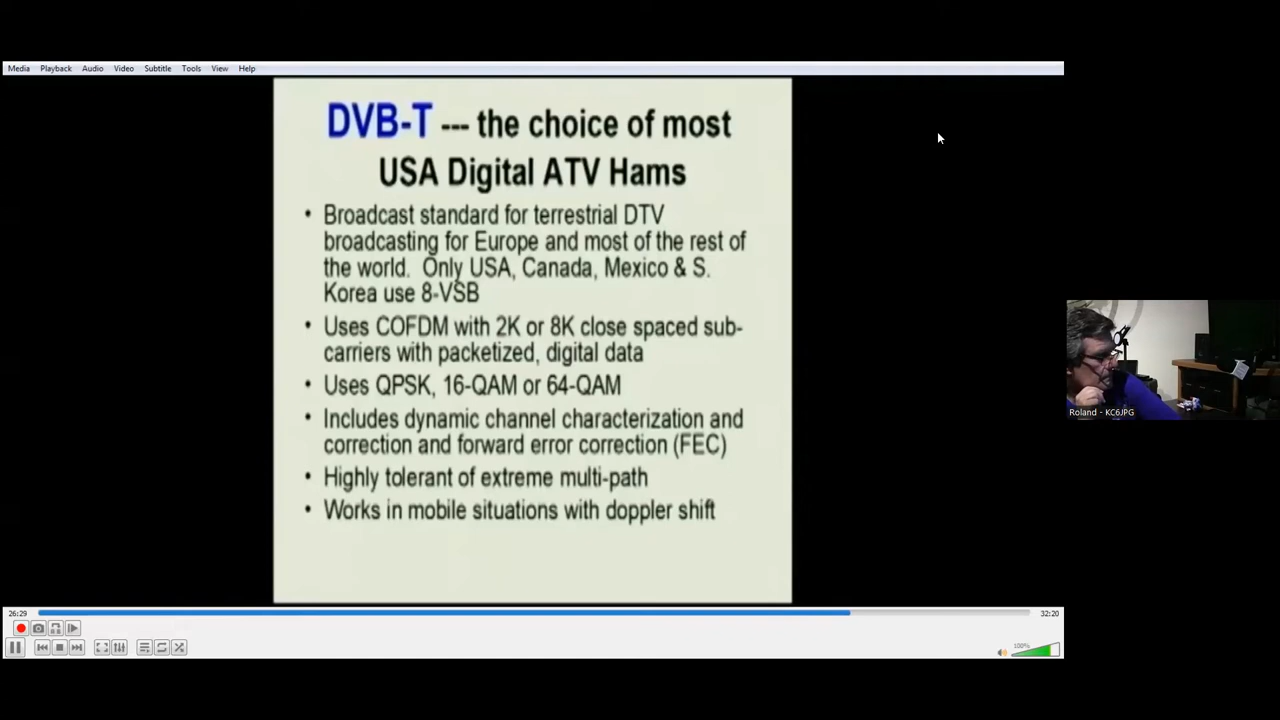 Media Playback Audio Video Subtitle Tools View Help
DVB-T --- the choice of most
USA Digital ATV Hams
• Broadcast standard for terrestrial DTV
broadcasting for Europe and most of the rest of
the world. Only USA, Canada, Mexico & S.
Korea use 8-VSB
• Uses COFDM with 2K or 8K close spaced sub-
carriers with packetized, digital data
• Uses QPSK, 16-QAM or 64-QAM
• Includes dynamic channel characterization and
correction and forward error correction (FEC)
• Highly tolerant of extreme multi-path
• Works in mobile situations with doppler shift
Roland - KC6JPG
26:29 32:20
100%